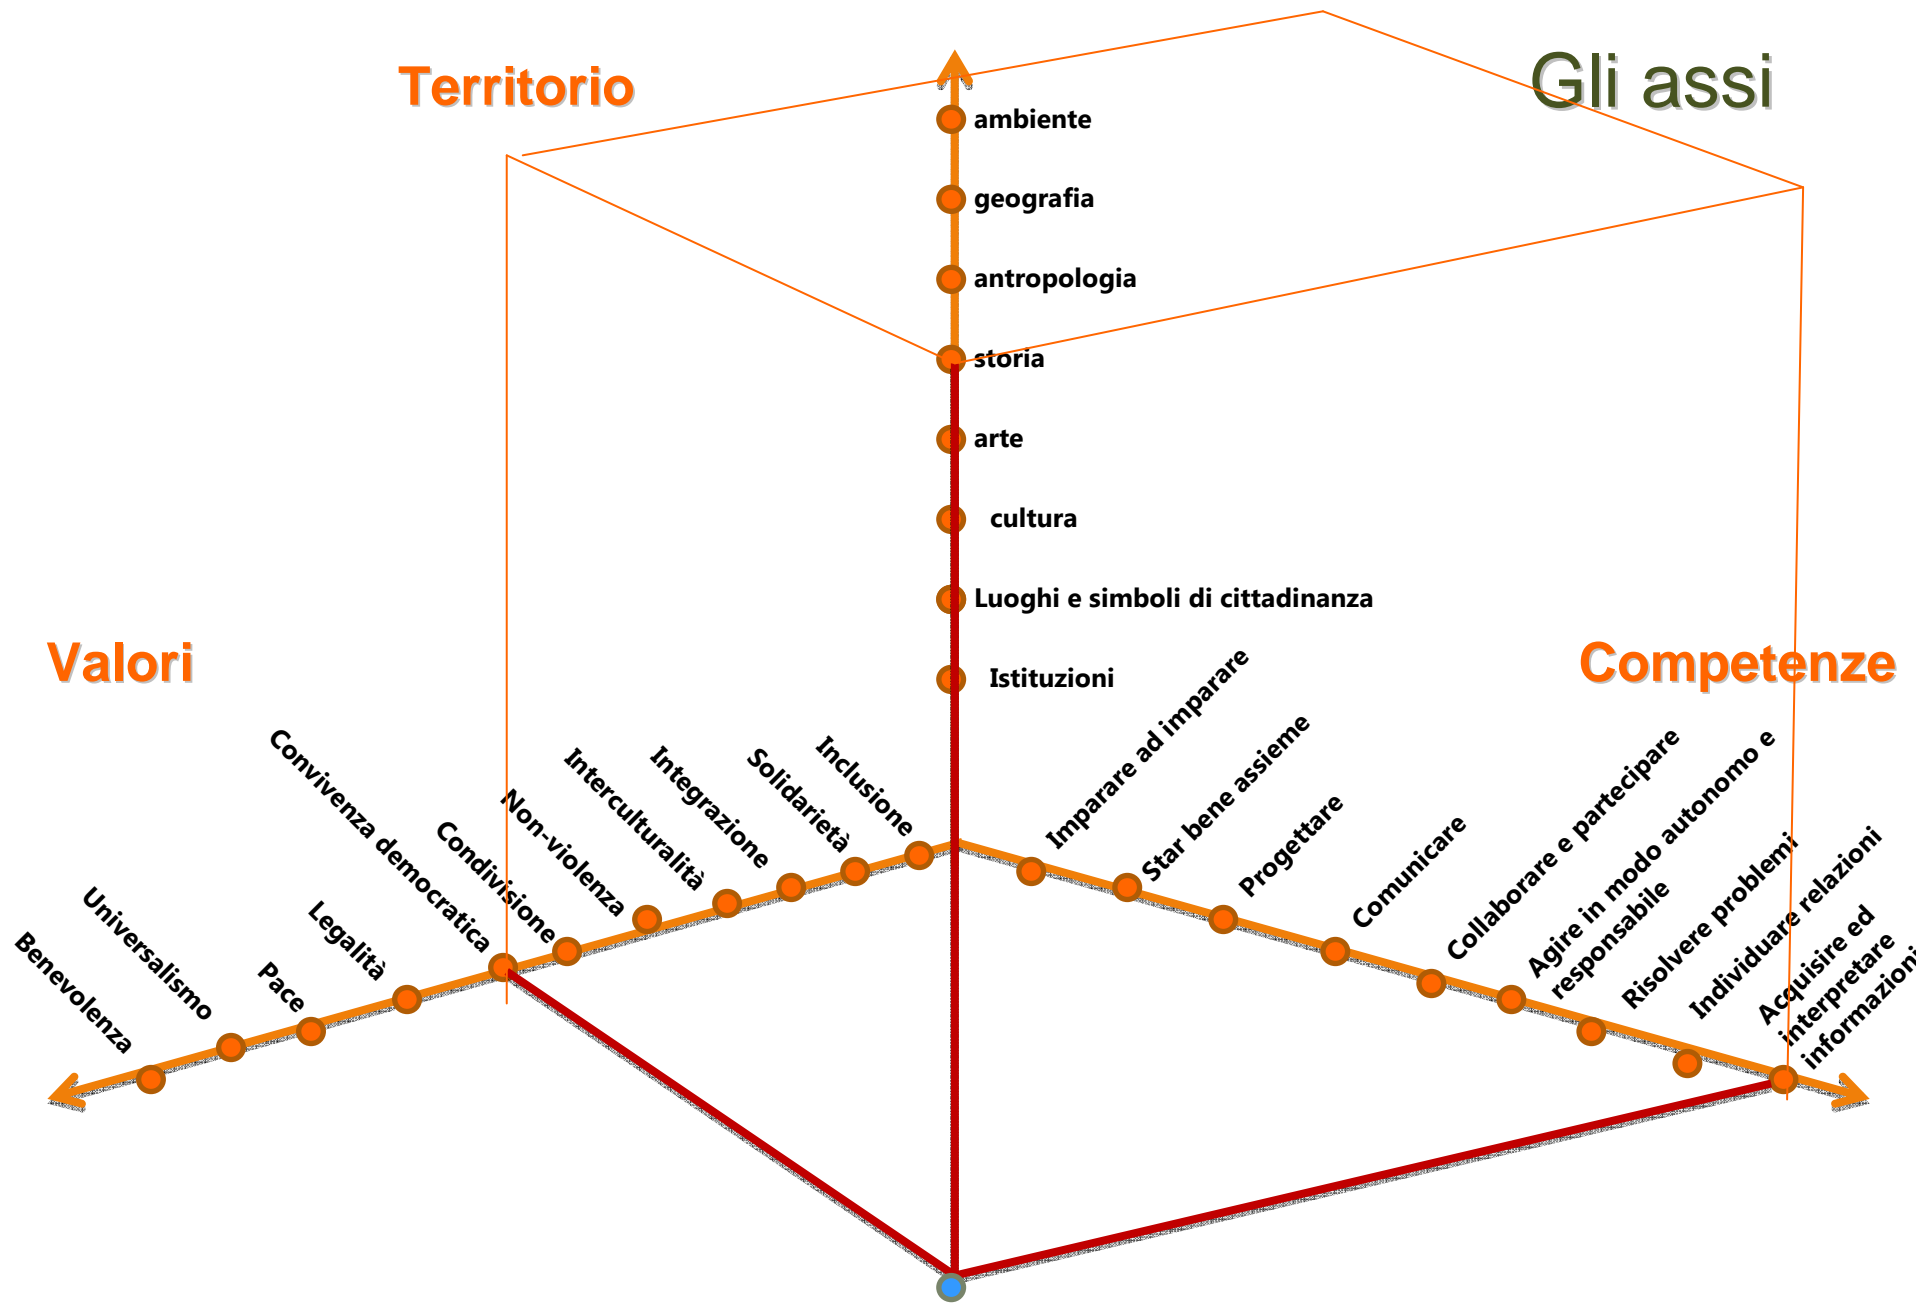 Gli assi
Territorio
ambiente
geografia
antropologia
storia
arte
cultura
Luoghi e simboli di cittadinanza
Istituzioni
Valori
Competenze
Benevolenza
Universalismo
Pace
Legalità
Convivenza democratica
Condivisione
Non-violenza
Interculturalità
Integrazione
Solidarietà
Inclusione
Imparare ad imparare
Star bene assieme
Progettare
Comunicare
Collaborare e partecipare
Agire in modo autonomo e
responsabile
Risolvere problemi
Individuare relazioni
Acquisire ed
interpretare
informazioni